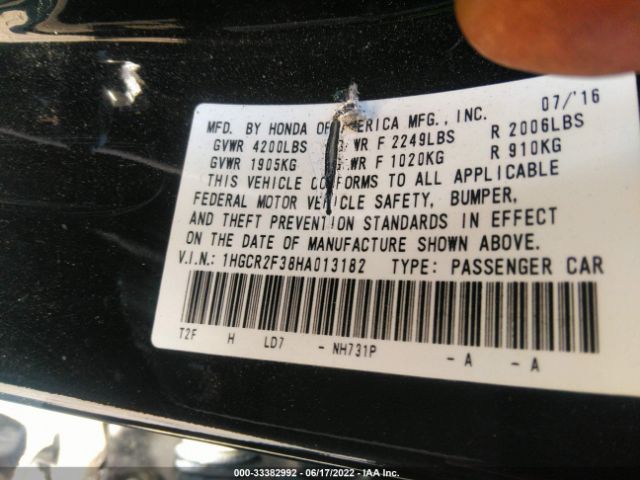 07/'16
MFD. BY HONDA OF AMERICA MFG., INC.
GVWR 4200LBS GAWR F 2249LBS R 2006LBS
GVWR 1905KG GAWR F 1020KG R 910KG
THIS VEHICLE CONFORMS TO ALL APPLICABLE
FEDERAL MOTOR VEHICLE SAFETY, BUMPER,
AND THEFT PREVENTION STANDARDS IN EFFECT
ON THE DATE OF MANUFACTURE SHOWN ABOVE.
V.I.N.: 1HGCR2F38HA013182 TYPE: PASSENGER CAR
T2F H LD7 - NH731P - A - A
000-33382992 - 06/17/2022 - IAA Inc.